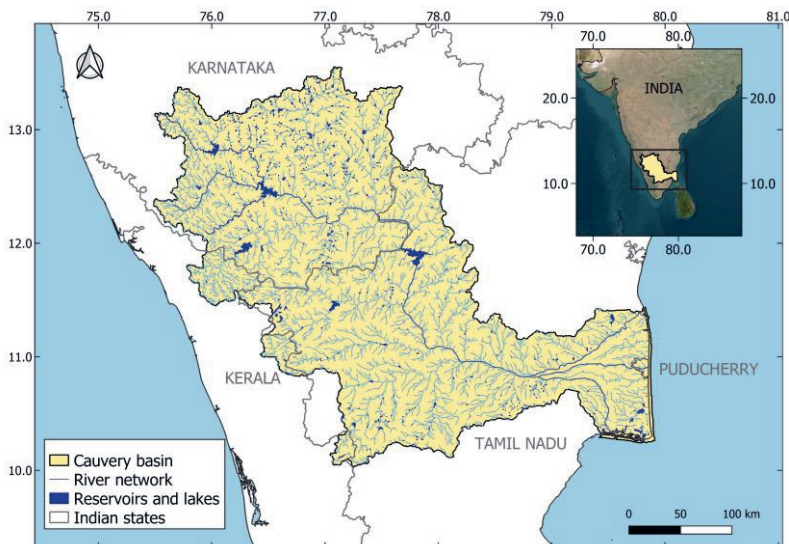 75.0 76.0 77.0 78.0 79.0 80.0 81.0
KARNATAKA
70.0 80.0
INDIA
20.0 20.0
10.0 10.0
70.0 80.0
13.0
12.0
11.0
10.0
KERALA
PUDUCHERRY
TAMIL NADU
Cauvery basin
River network
Reservoirs and lakes
Indian states
0 50 100 km